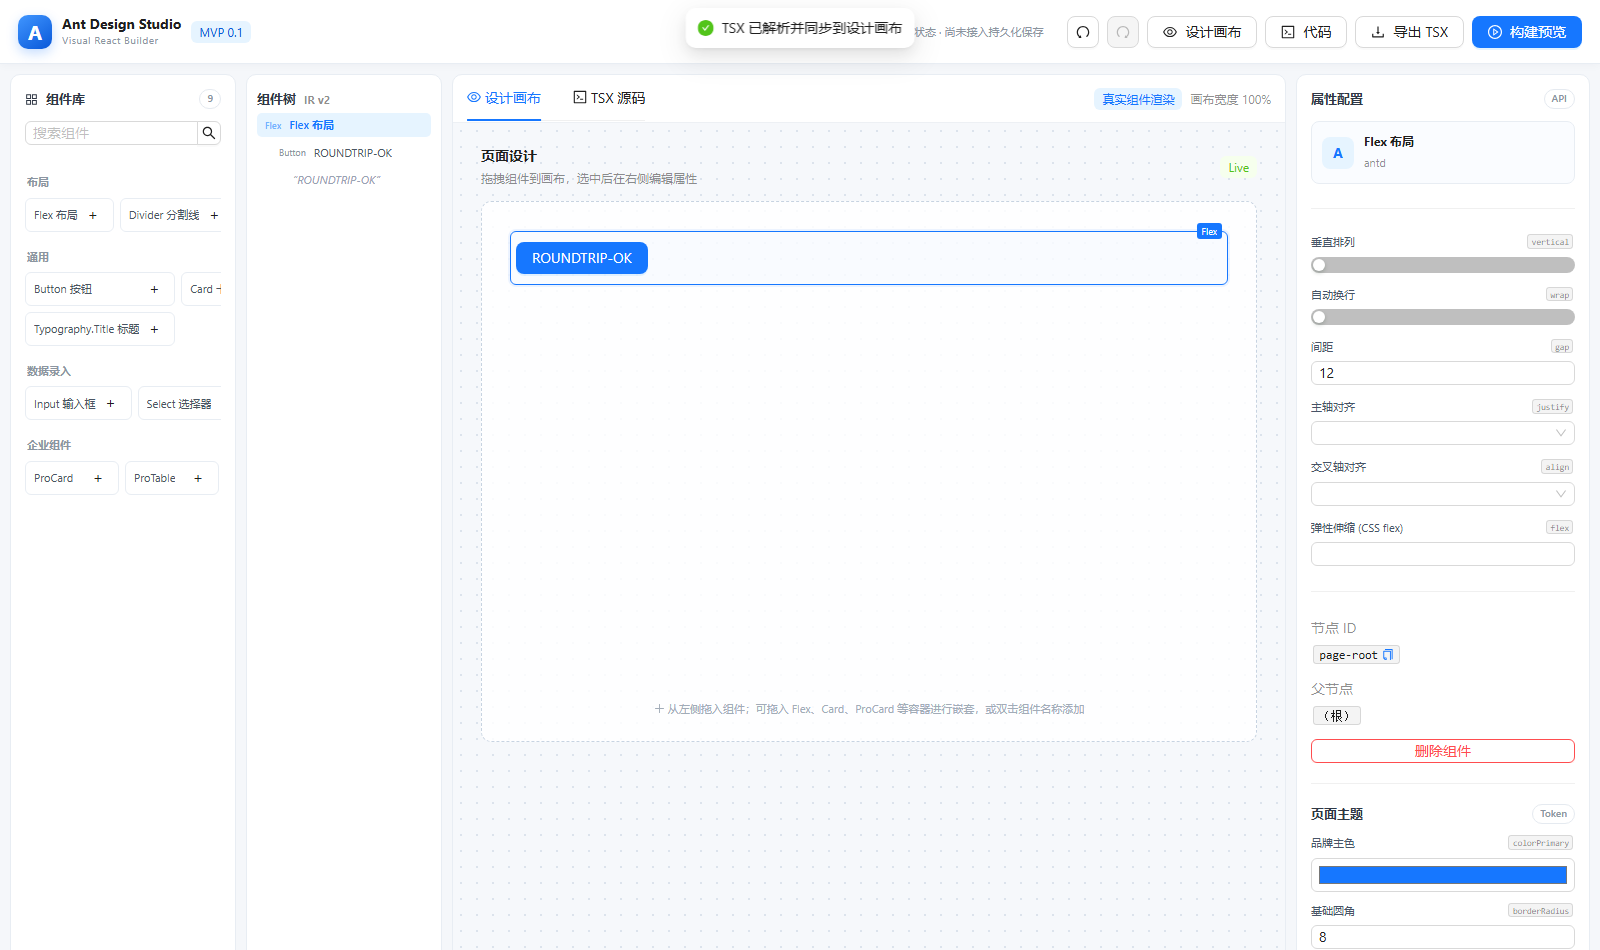 A
Ant Design Studio
Visual React Builder
MVP 0.1
TSX 已解析并同步到设计画布
状态 · 尚未接入持久化保存
设计画布
代码
导出 TSX
构建预览
组件库
9
搜索组件
布局
Flex 布局
Divider 分割线
通用
Button 按钮
Card
Typography.Title 标题
数据录入
Input 输入框
Select 选择器
企业组件
ProCard
ProTable
组件树 IR v2
Flex Flex 布局
Button ROUNDTRIP-OK
"ROUNDTRIP-OK"
设计画布
TSX 源码
真实组件渲染
画布宽度 100%
页面设计
拖拽组件到画布，选中后在右侧编辑属性
Live
Flex
ROUNDTRIP-OK
从左侧拖入组件；可拖入 Flex、Card、ProCard 等容器进行嵌套，或双击组件名称添加
属性配置
API
A
Flex 布局
antd
垂直排列
vertical
自动换行
wrap
间距
gap
12
主轴对齐
justify
交叉轴对齐
align
弹性伸缩 (CSS flex)
flex
节点 ID
page-root
父节点
（根）
删除组件
页面主题
Token
品牌主色
colorPrimary
基础圆角
borderRadius
8